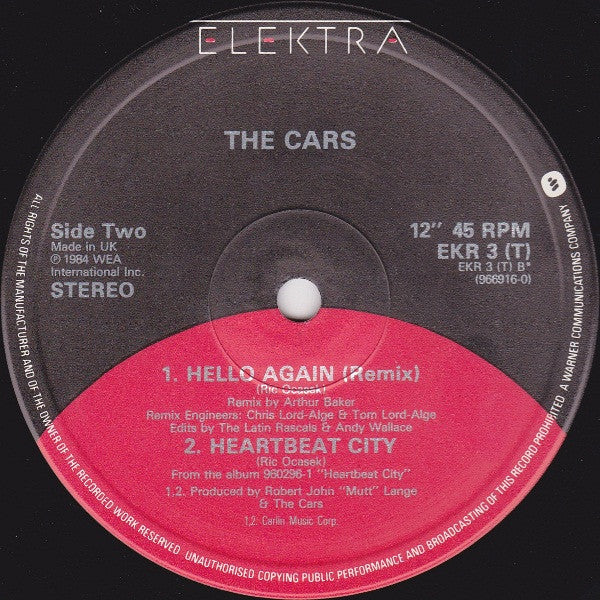 ELEKTRA
THE CARS
Side Two
Made in UK
℗ 1984 WEA
International Inc.
STEREO
12" 45 RPM
EKR 3 (T)
EKR 3 (T) B*
(966916-0)
1. HELLO AGAIN (Remix)
(Ric Ocasek)
Remix by Arthur Baker
Remix Engineers: Chris Lord-Alge & Tom Lord-Alge
Edits by The Latin Rascals & Andy Wallace
2. HEARTBEAT CITY
(Ric Ocasek)
From the album 960296-1 "Heartbeat City"
1,2. Produced by Robert John "Mutt" Lange
& The Cars
1,2. Carlin Music Corp.
ALL RIGHTS OF THE MANUFACTURER AND OF THE OWNER OF THE RECORDED WORK RESERVED. UNAUTHORISED COPYING PUBLIC PERFORMANCE AND BROADCASTING OF THIS RECORD PROHIBITED A WARNER COMMUNICATIONS COMPANY